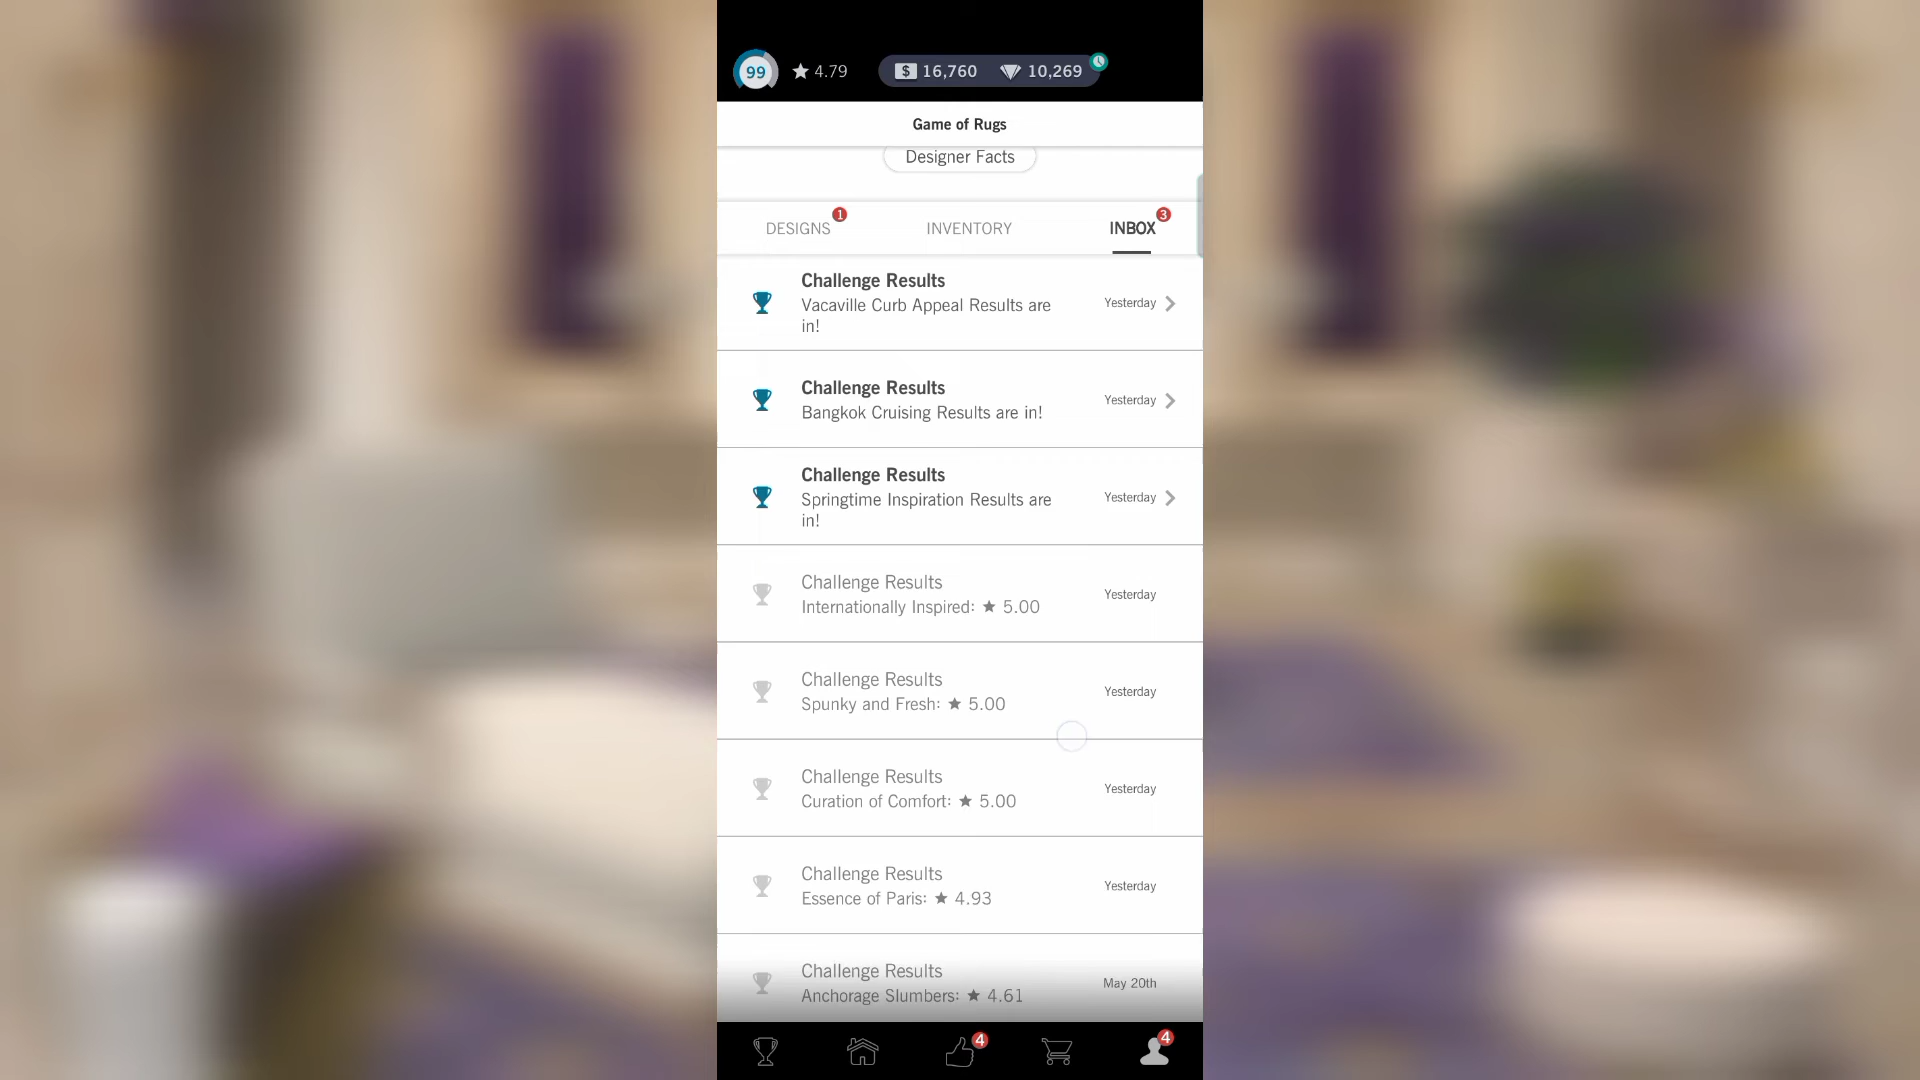 99
4.79
$ 16,760
10,269
Game of Rugs
Designer Facts
DESIGNS 1
INVENTORY
INBOX 3
Challenge Results
Vacaville Curb Appeal Results are
in!
Yesterday
Challenge Results
Bangkok Cruising Results are in!
Yesterday
Challenge Results
Springtime Inspiration Results are
in!
Yesterday
Challenge Results
Internationally Inspired: ★ 5.00
Yesterday
Challenge Results
Spunky and Fresh: ★ 5.00
Yesterday
Challenge Results
Curation of Comfort: ★ 5.00
Yesterday
Challenge Results
Essence of Paris: ★ 4.93
Yesterday
Challenge Results
Anchorage Slumbers: ★ 4.61
May 20th
4
4